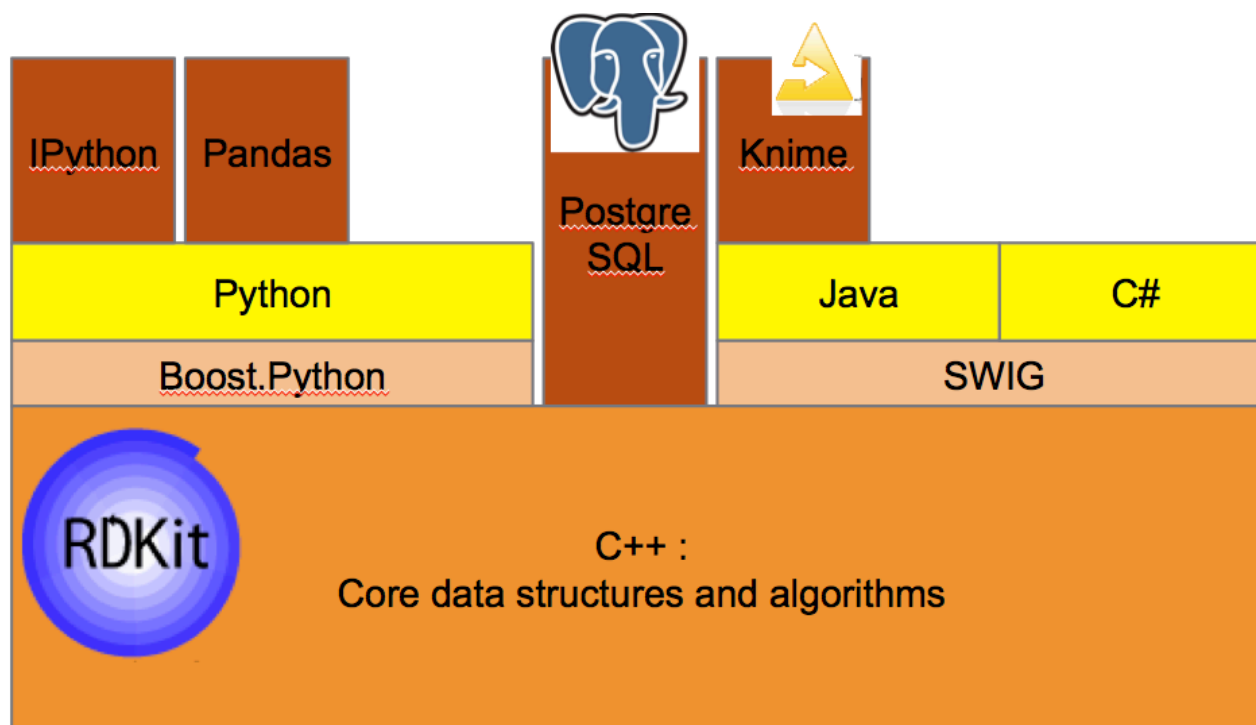 IPython
Pandas
Postgre
SQL
Knime
Python
Java
C#
Boost.Python
SWIG
RDKit
C++ :
Core data structures and algorithms